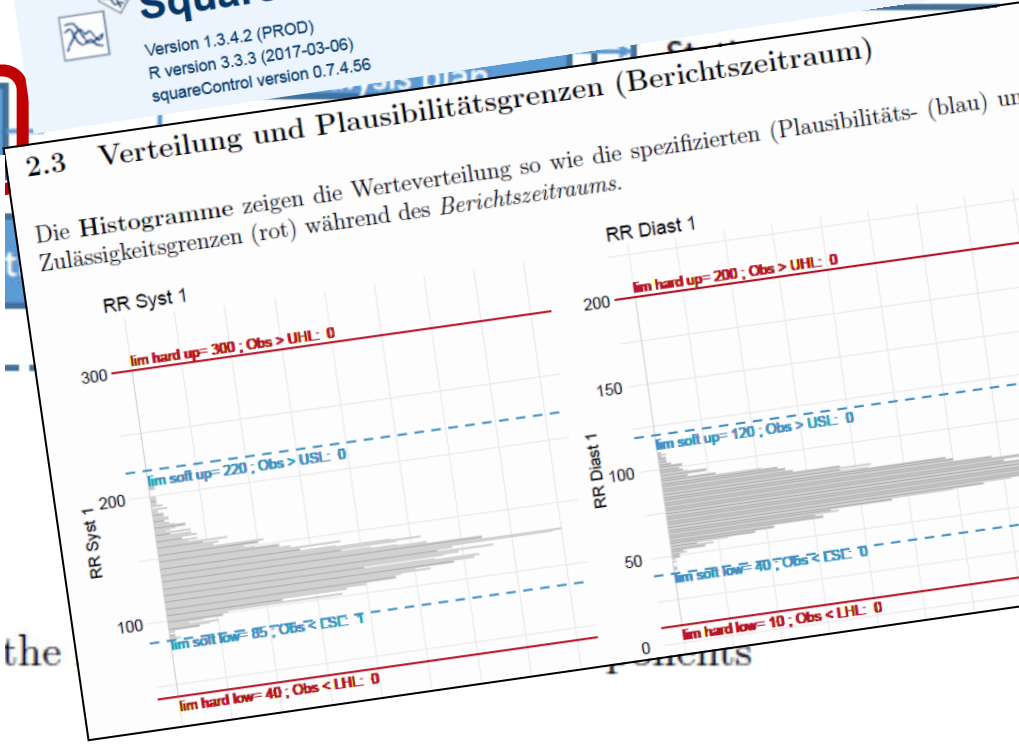 Square
Version 1.3.4.2 (PROD)
R version 3.3.3 (2017-03-06)
squareControl version 0.7.4.56
2.3 Verteilung und Plausibilitätsgrenzen (Berichtszeitraum)
Die Histogramme zeigen die Werteverteilung so wie die spezifizierten (Plausibilitäts- (blau) un
Zulässigkeitsgrenzen (rot) während des Berichtszeitraums.
RR Syst 1
lim hard up= 300 ; Obs > UHL: 0
300
lim soft up= 220 ; Obs > USL: 0
200
RR Syst 1
100
lim soft low= 85 ; Obs < LSL: 1
lim hard low= 40 ; Obs < LHL: 0
RR Diast 1
lim hard up= 200 ; Obs > UHL: 0
200
150
lim soft up= 120 ; Obs > USL: 0
100
RR Diast 1
50
lim soft low= 40 ; Obs < LSL: 0
lim hard low= 10 ; Obs < LHL: 0
0
the